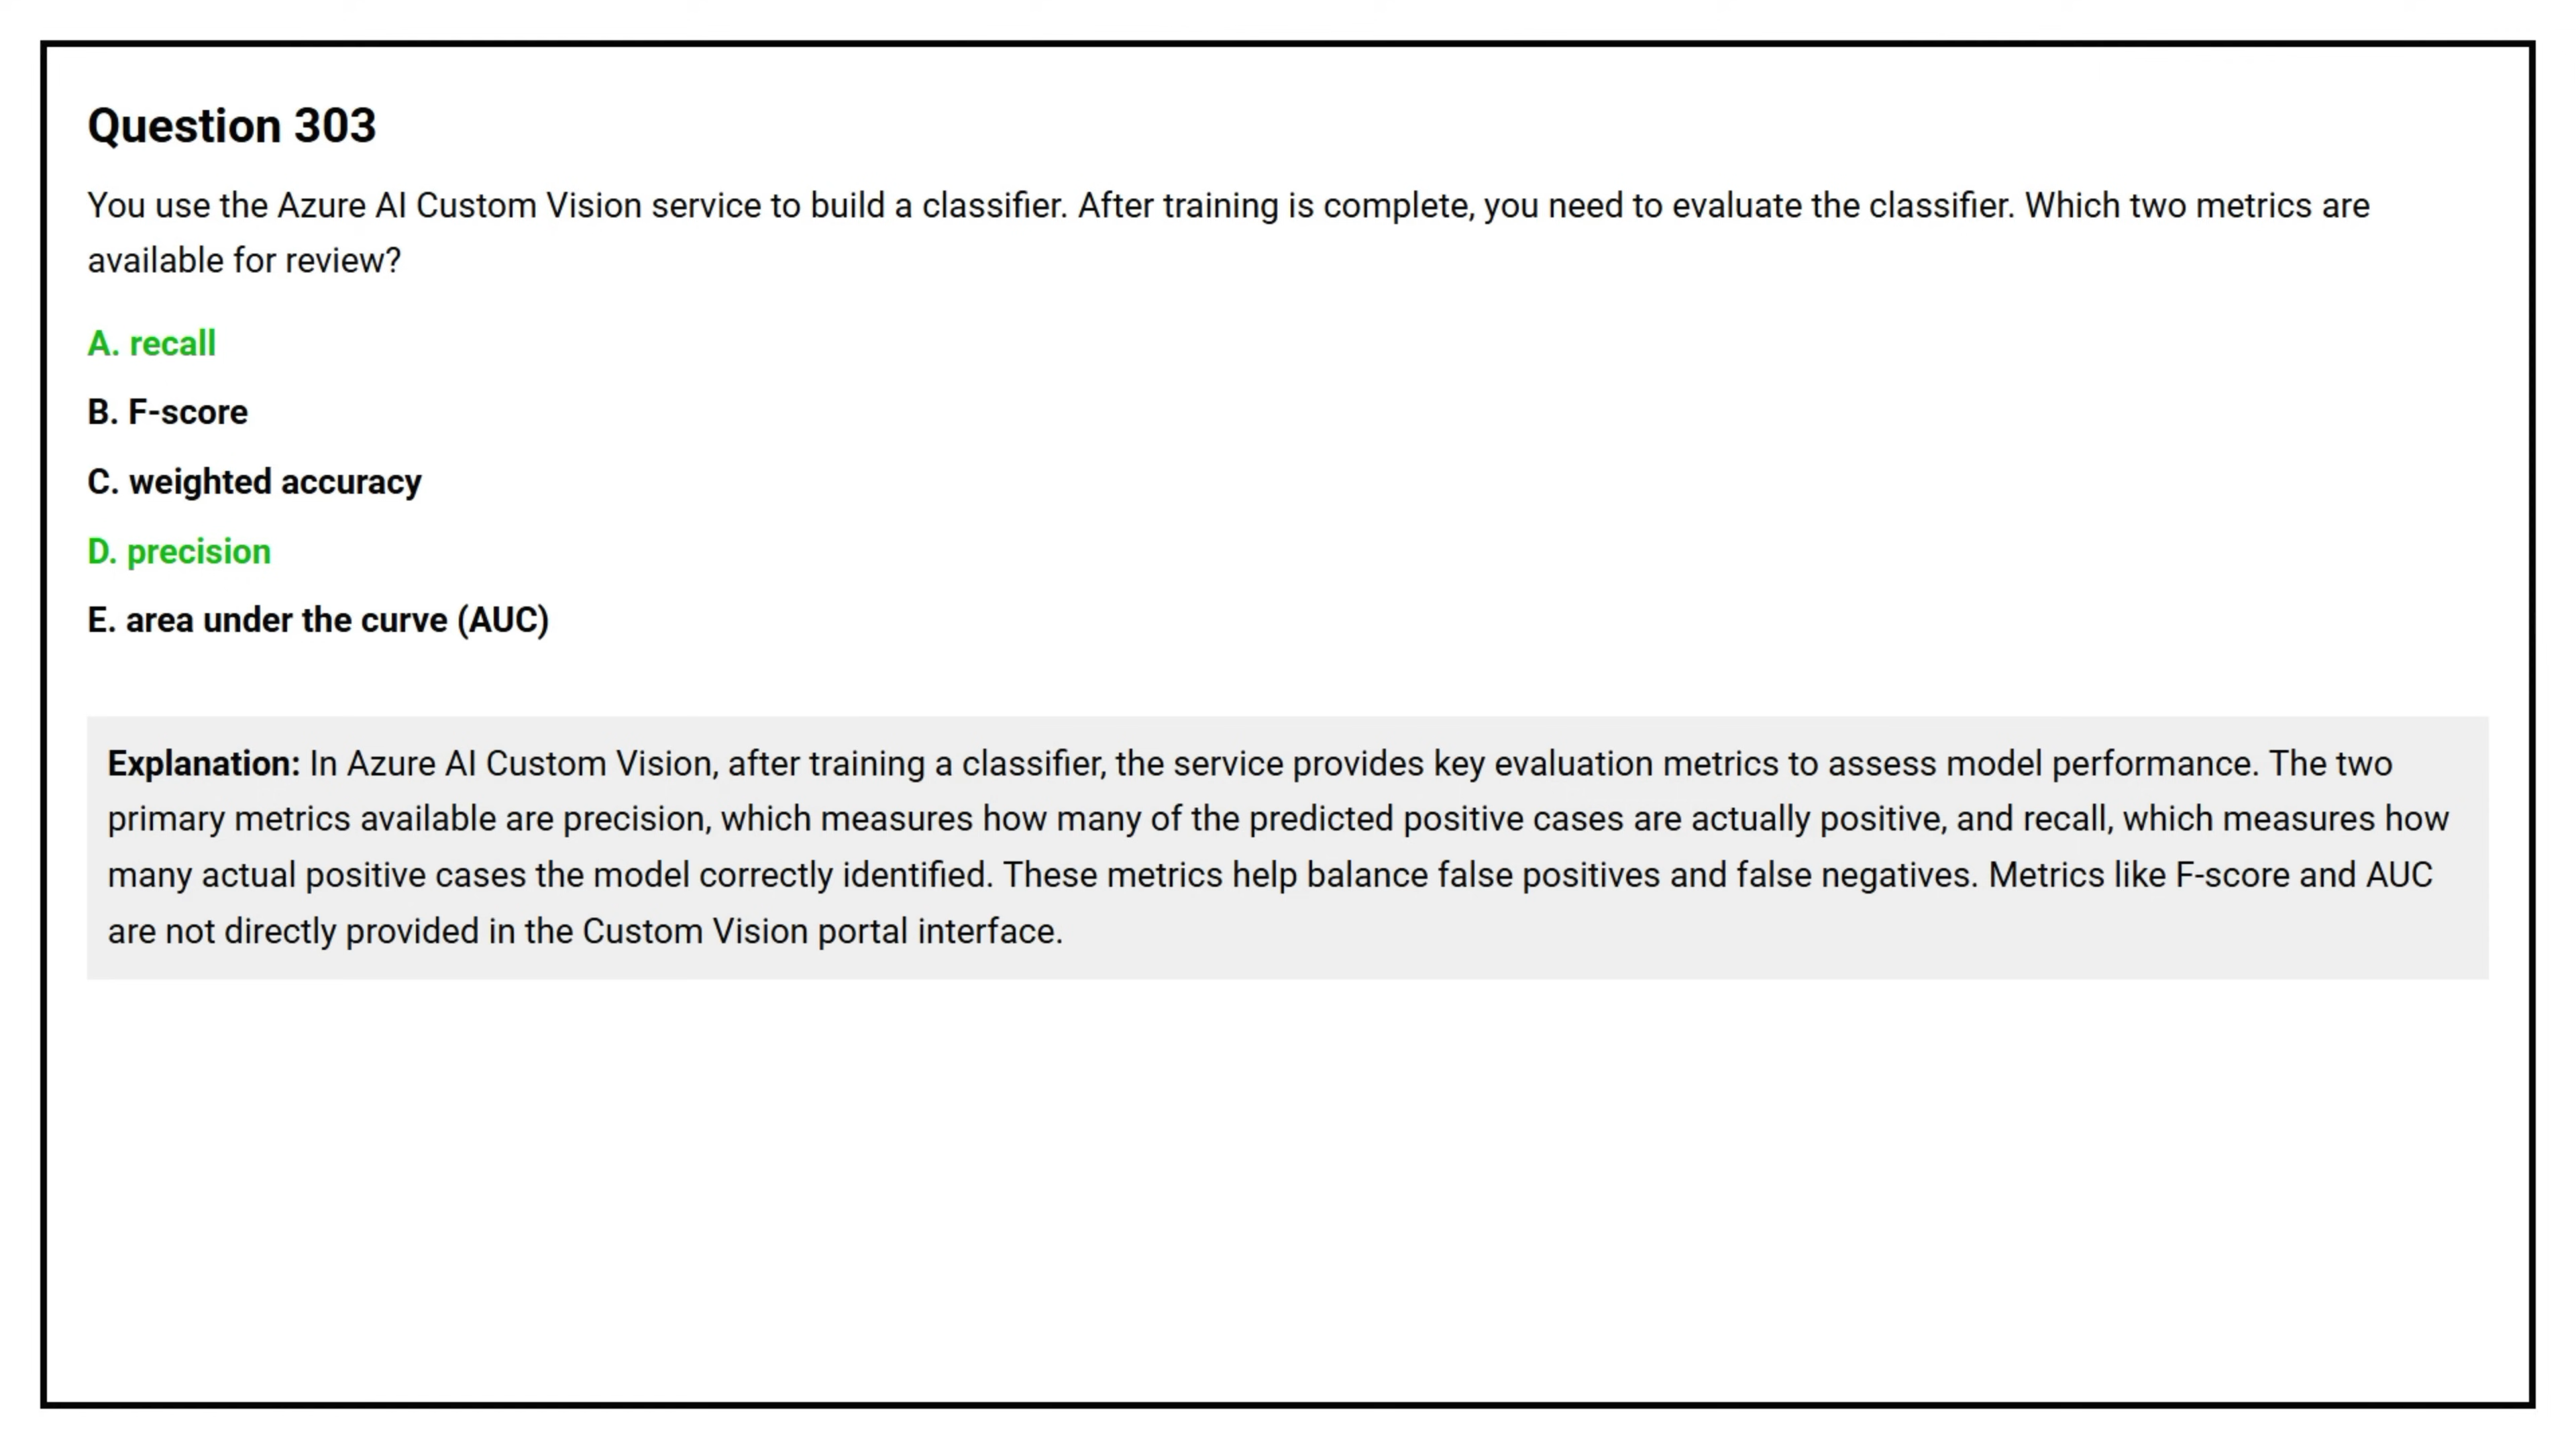 Question 303
You use the Azure AI Custom Vision service to build a classifier. After training is complete, you need to evaluate the classifier. Which two metrics are
available for review?
A. recall
B. F-score
C. weighted accuracy
D. precision
E. area under the curve (AUC)
Explanation: In Azure AI Custom Vision, after training a classifier, the service provides key evaluation metrics to assess model performance. The two
primary metrics available are precision, which measures how many of the predicted positive cases are actually positive, and recall, which measures how
many actual positive cases the model correctly identified. These metrics help balance false positives and false negatives. Metrics like F-score and AUC
are not directly provided in the Custom Vision portal interface.